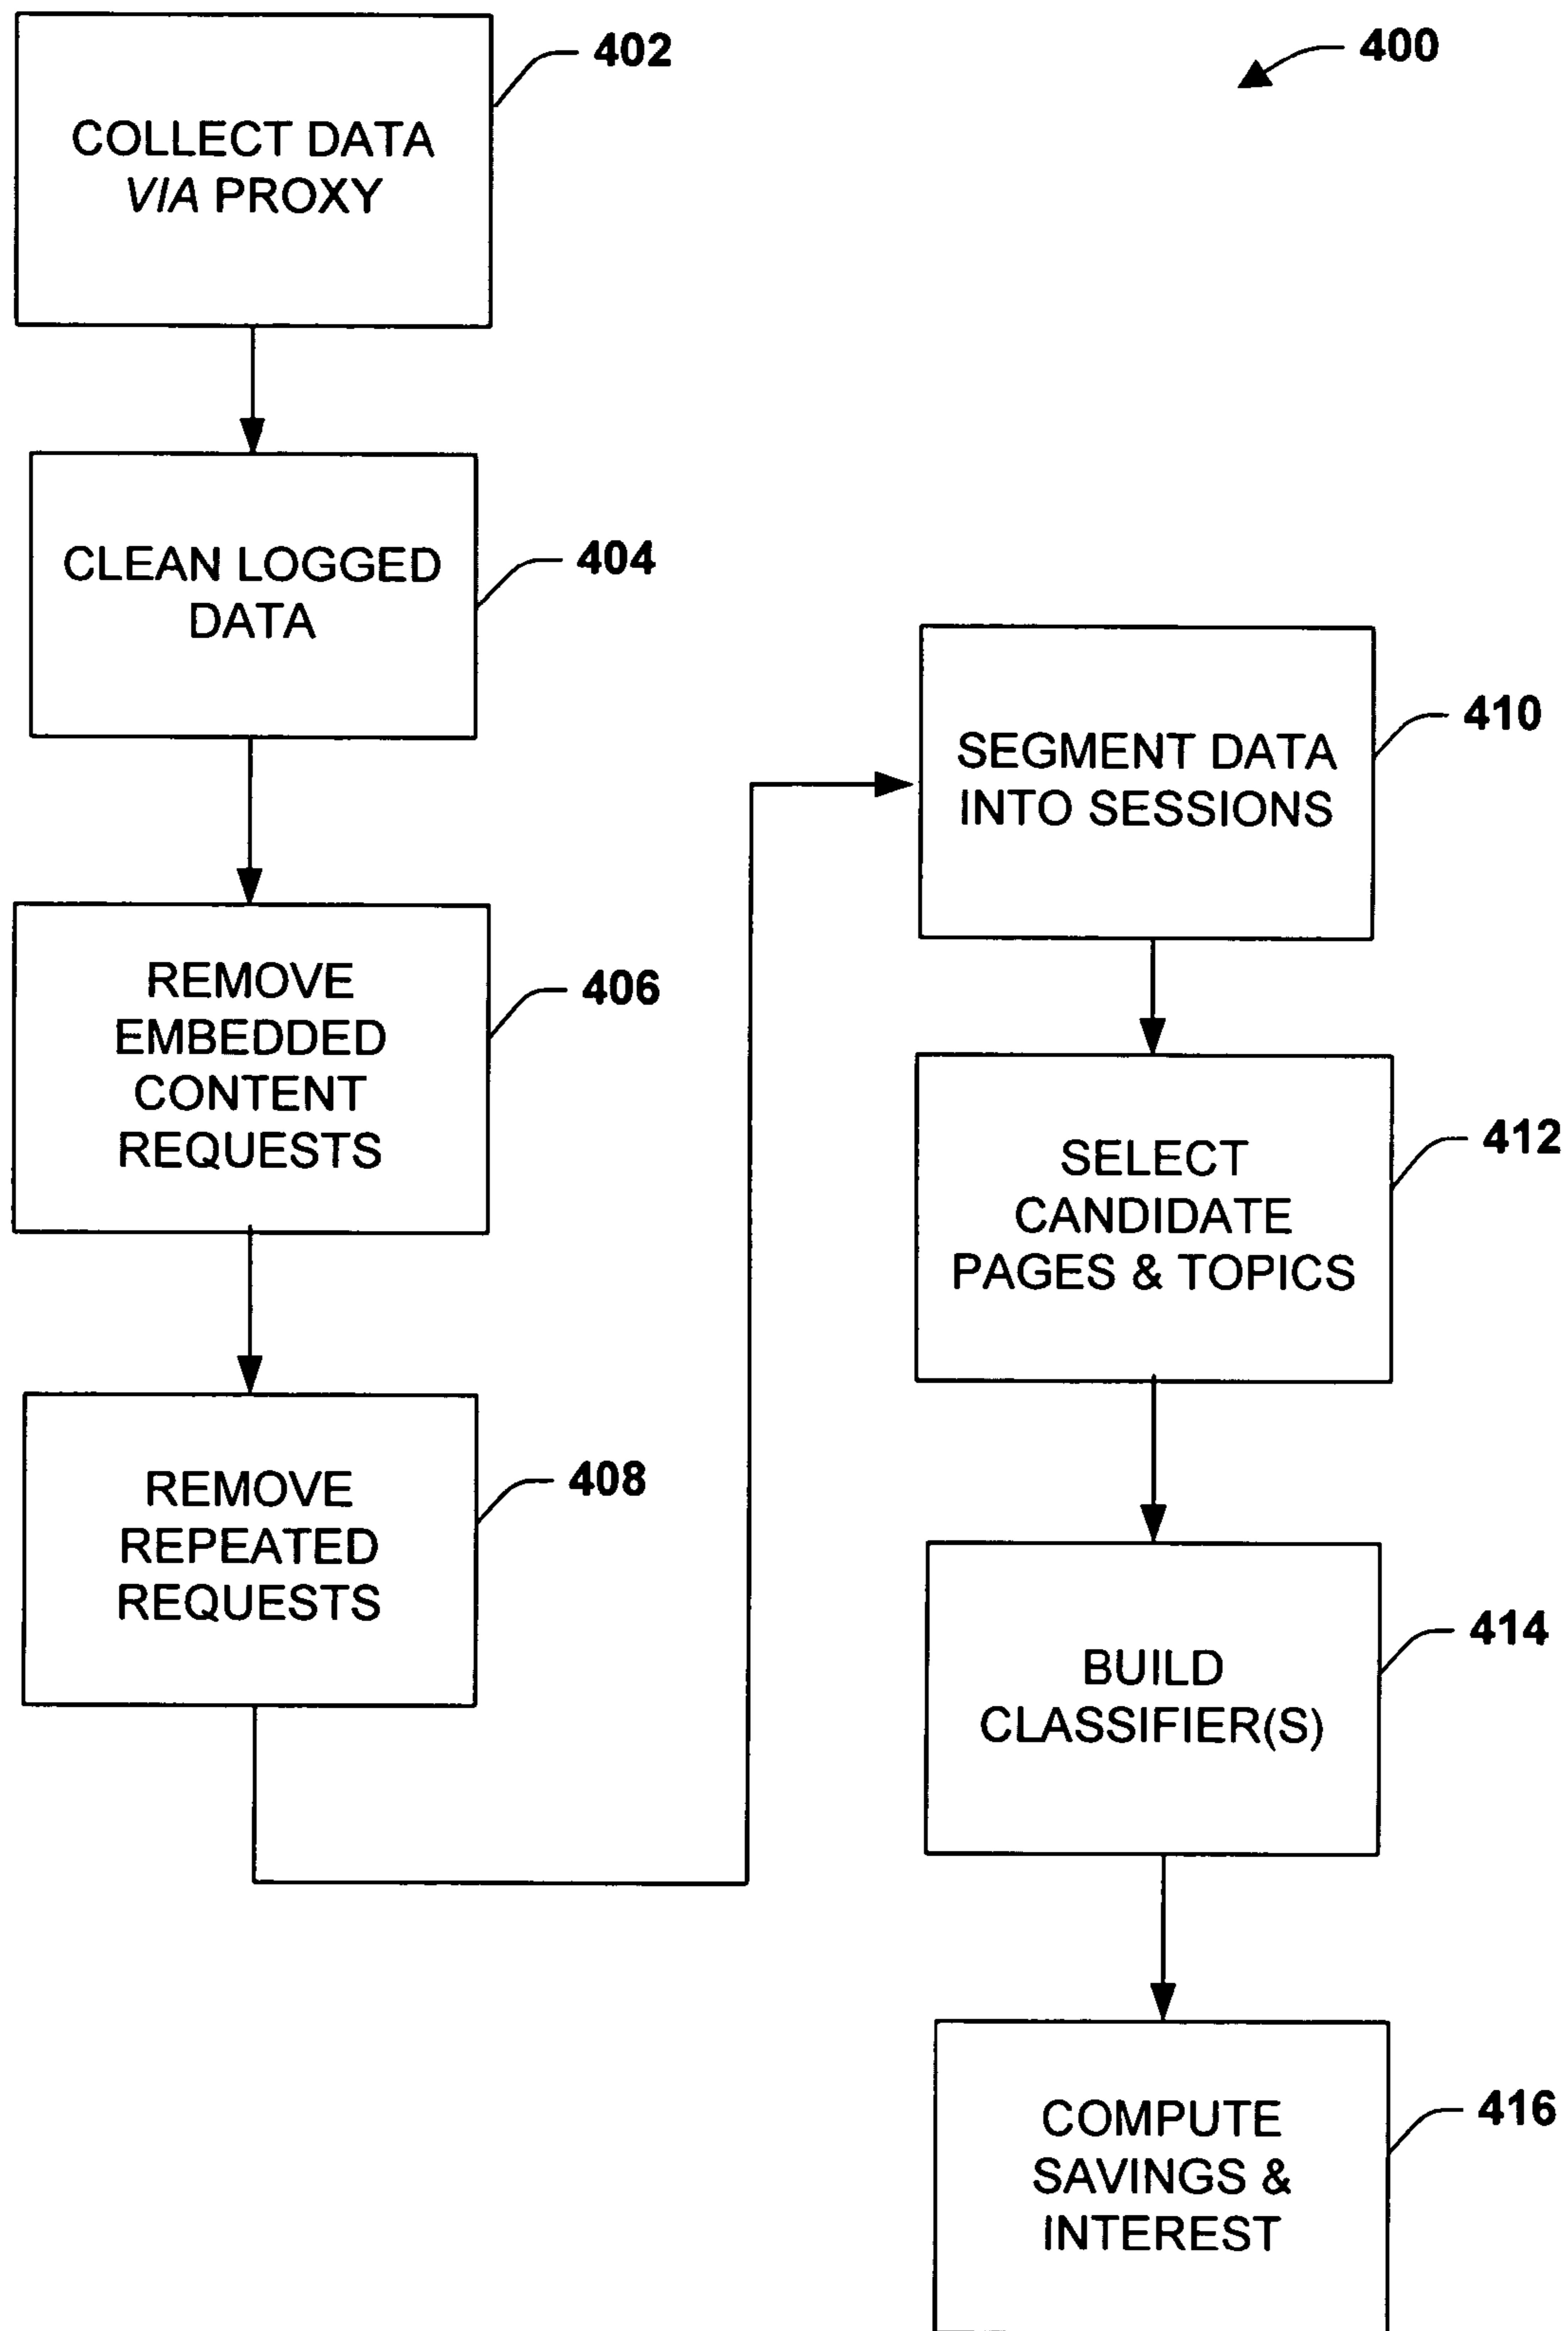 400
COLLECT DATA
VIA PROXY
402
CLEAN LOGGED
DATA
404
REMOVE
EMBEDDED
CONTENT
REQUESTS
406
REMOVE
REPEATED
REQUESTS
408
SEGMENT DATA
INTO SESSIONS
410
SELECT
CANDIDATE
PAGES & TOPICS
412
BUILD
CLASSIFIER(S)
414
COMPUTE
SAVINGS &
INTEREST
416